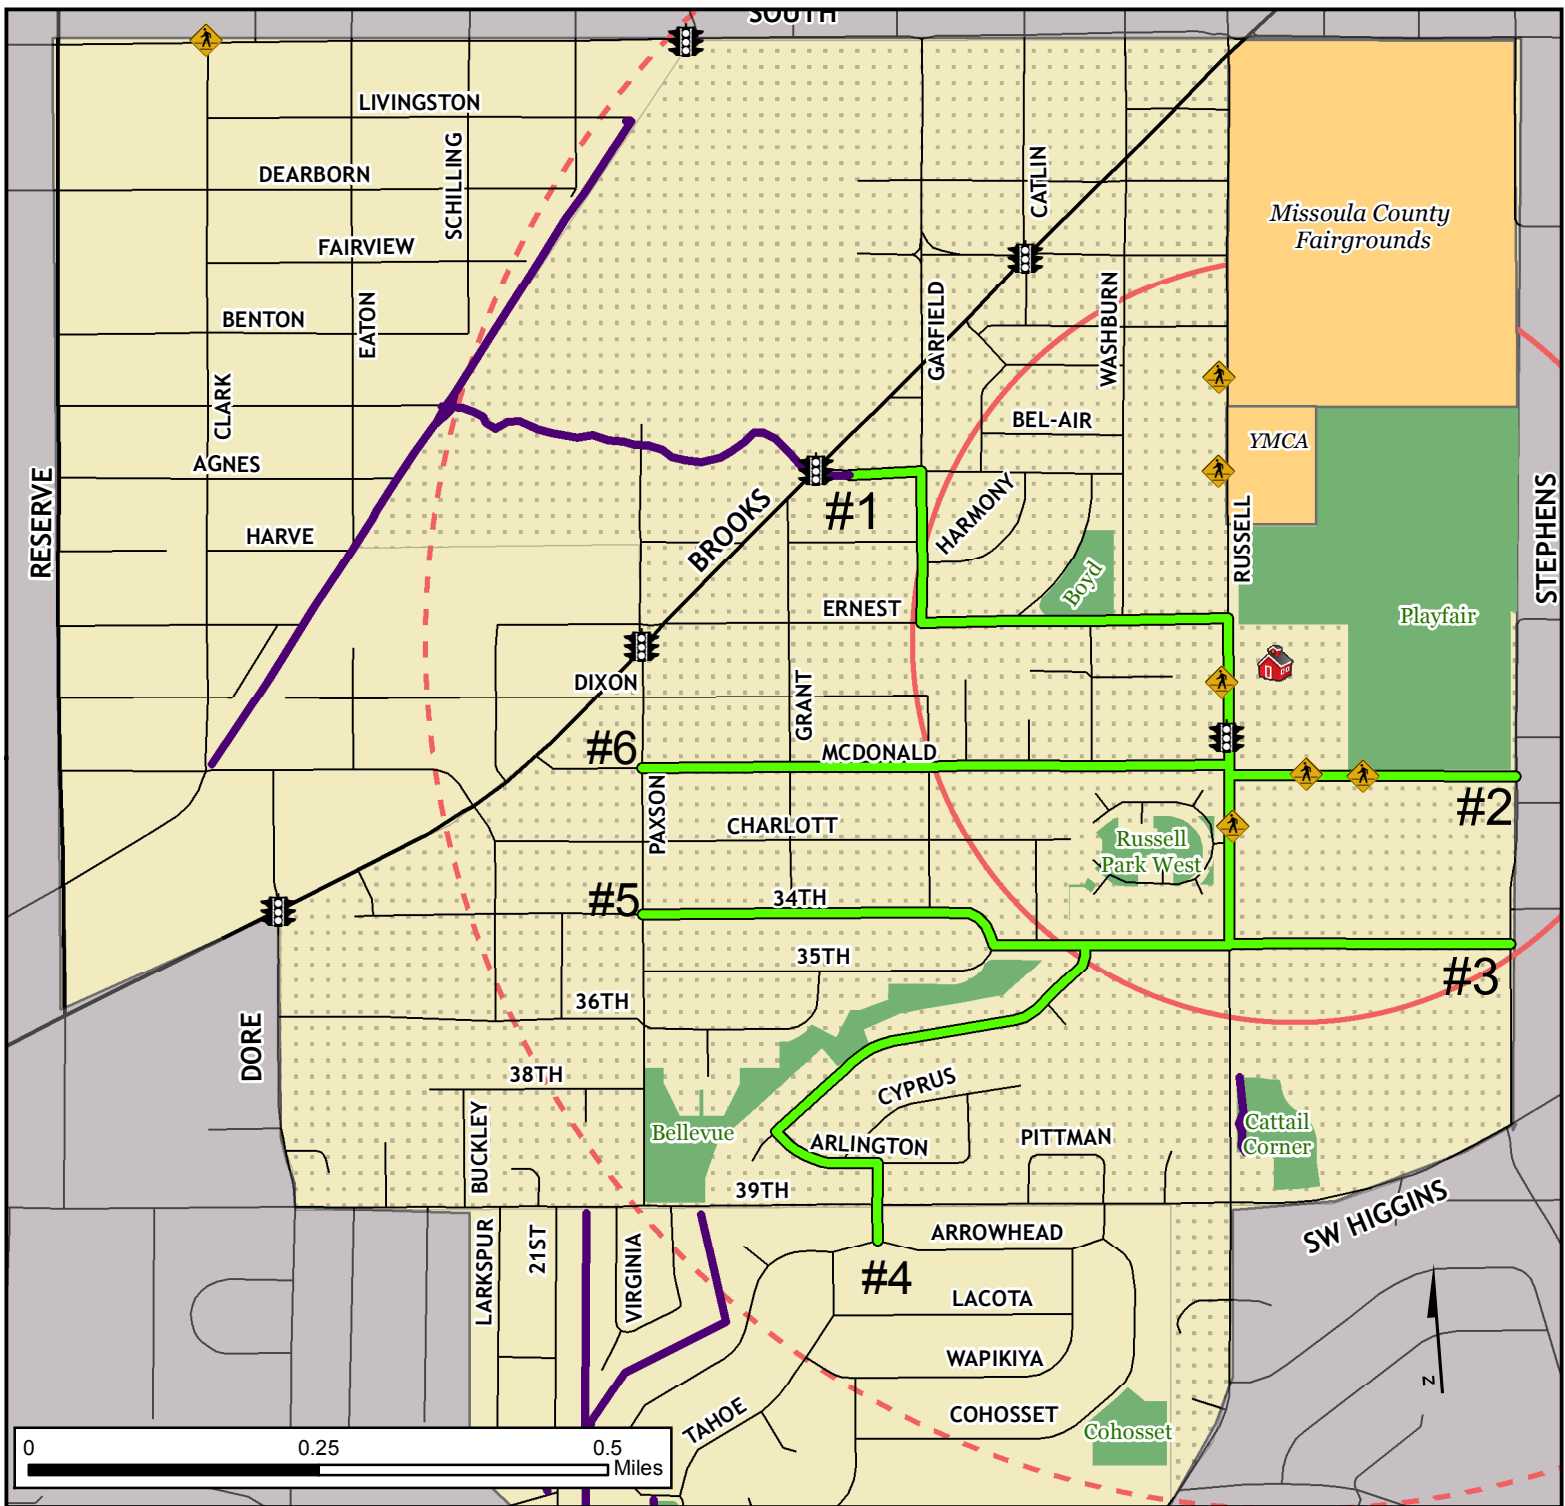 SOUTH
LIVINGSTON
SCHILLING
DEARBORN
CATLIN
Missoula County
Fairgrounds
FAIRVIEW
BENTON
EATON
GARFIELD
WASHBURN
CLARK
BEL-AIR
YMCA
AGNES
RESERVE
BROOKS
#1
HARMONY
HARVE
RUSSELL
STEPHENS
Boyd
ERNEST
Playfair
DIXON
GRANT
#6
MCDONALD
#2
PAXSON
CHARLOTT
Russell
Park West
#5
34TH
35TH
#3
36TH
DORE
38TH
CYPRUS
BUCKLEY
Bellevue
ARLINGTON
PITTMAN
Cattail
Corner
39TH
SW HIGGINS
LARKSPUR
21ST
VIRGINIA
ARROWHEAD
#4
LACOTA
WAPIKIYA
N
TAHOE
COHOSSET
Cohosset
0 0.25 0.5
Miles